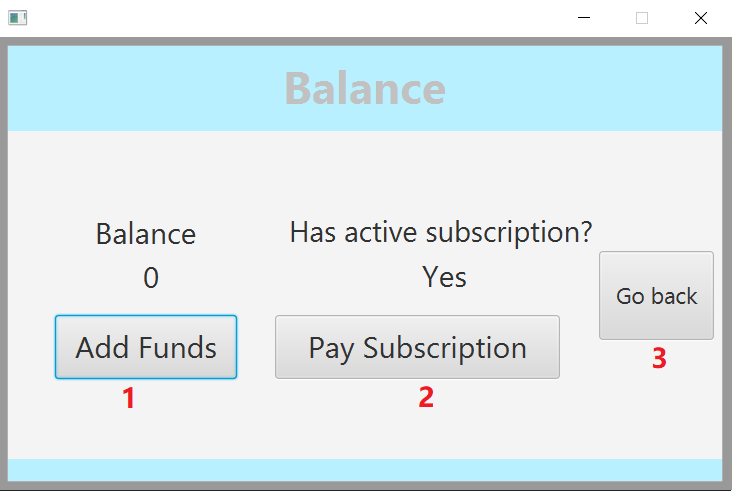 Balance
Balance
0
Add Funds
1
Has active subscription?
Yes
Pay Subscription
2
Go back
3